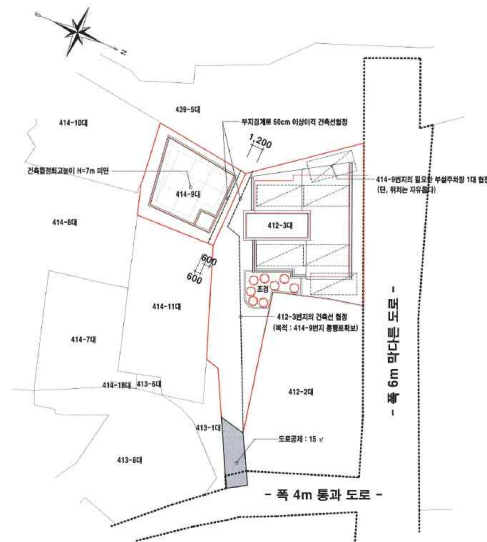 N
439-5대
414-10대
부지경계로 50cm 이상이격 건축선협정
1,200
건축협정최고높이 H=7m 미만
414-9대
414-9번지의 필요한 부설주차장 1대 협정
(단, 위치는 자유롭다)
412-3대
414-8대
600
600
조경
414-11대
412-3번지의 건축선 협정
(목적 : 414-9번지 통행로확보)
- 폭 6m 막다른 도로 -
414-7대
414-18대
413-6대
412-2대
413-1대
413-8대
도로공제 : 15 ㎡
- 폭 4m 통과 도로 -